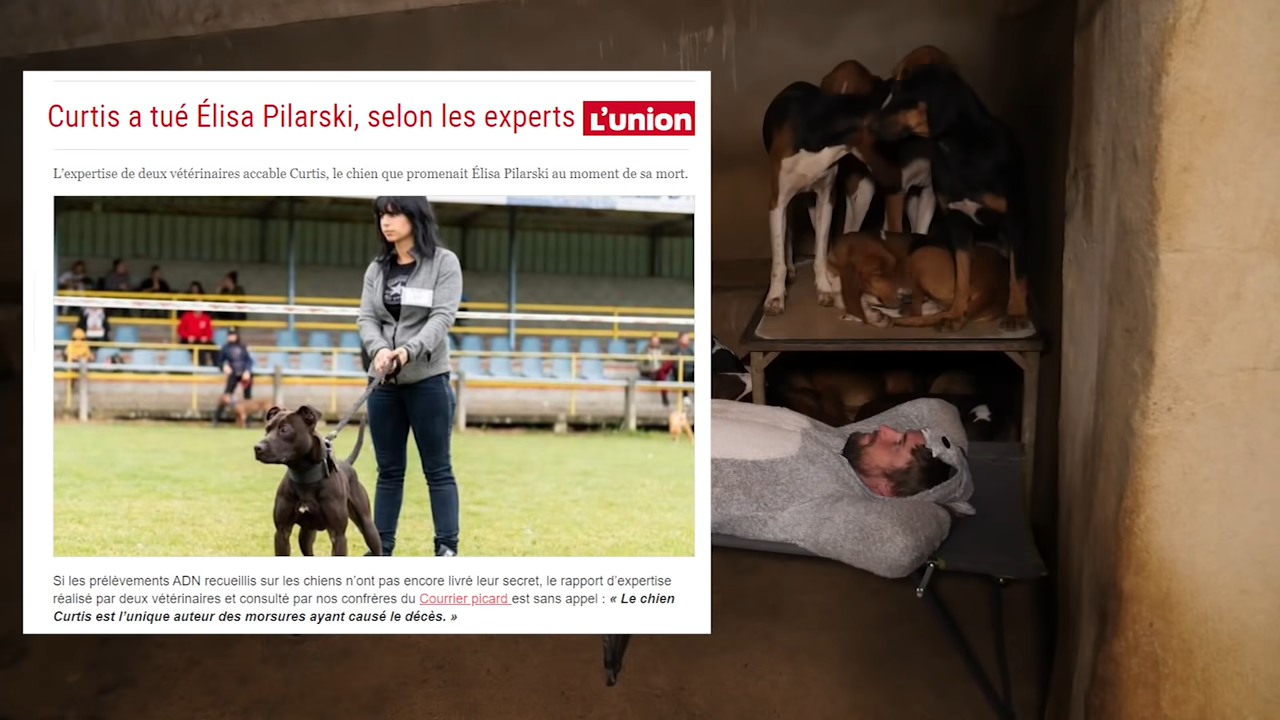 Curtis a tué Élisa Pilarski, selon les experts L'union
L'expertise de deux vétérinaires accable Curtis, le chien que promenait Élisa Pilarski au moment de sa mort.
Si les prélèvements ADN recueillis sur les chiens n'ont pas encore livré leur secret, le rapport d'expertise
réalisé par deux vétérinaires et consulté par nos confrères du Courrier picard est sans appel : « Le chien
Curtis est l'unique auteur des morsures ayant causé le décès. »